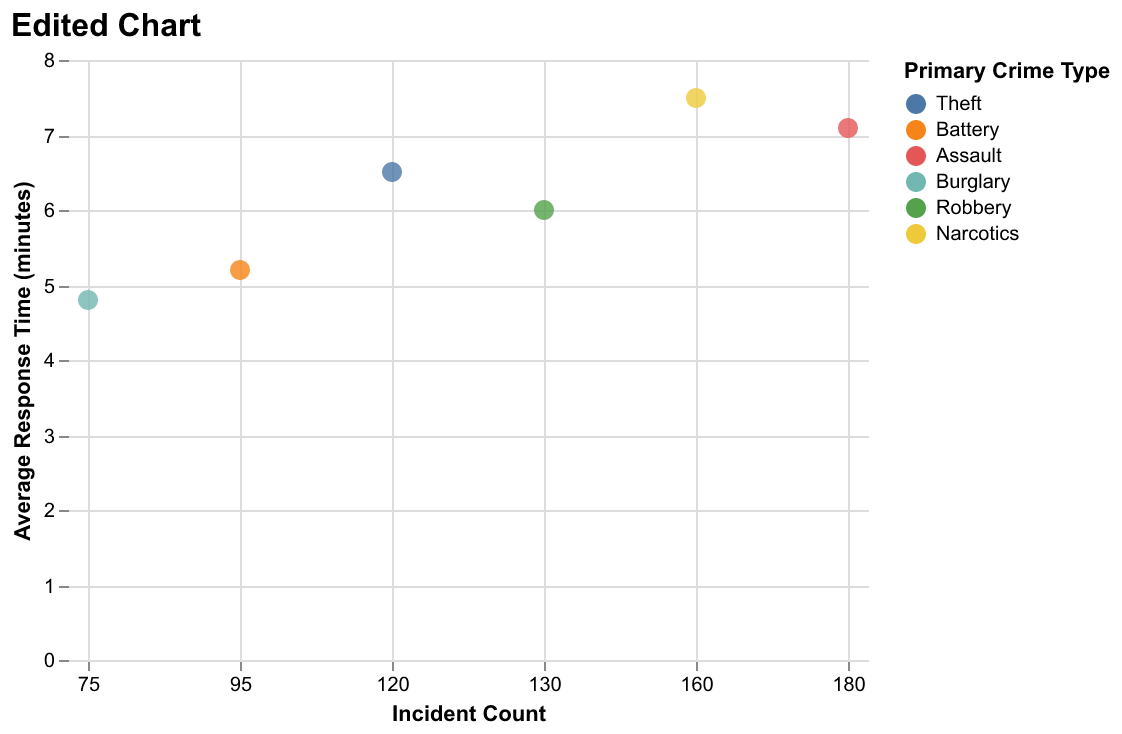 Edited Chart
8
7
6
5
4
3
2
1
0
Average Response Time (minutes)
75 95 120 130 160 180
Incident Count
Primary Crime Type
Theft
Battery
Assault
Burglary
Robbery
Narcotics